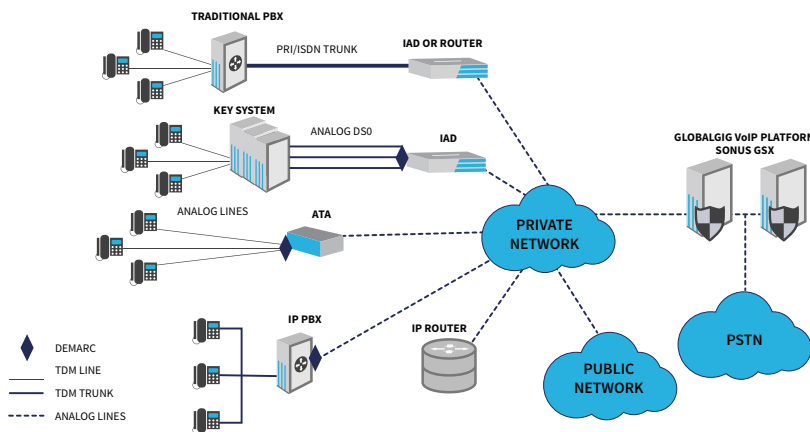 TRADITIONAL PBX
PRI/ISDN TRUNK
IAD OR ROUTER
KEY SYSTEM
ANALOG DS0
IAD
GLOBALGIG VoIP PLATFORM
SONUS GSX
ANALOG LINES
ATA
PRIVATE
NETWORK
IP PBX
IP ROUTER
PUBLIC
NETWORK
PSTN
DEMARC
TDM LINE
TDM TRUNK
ANALOG LINES